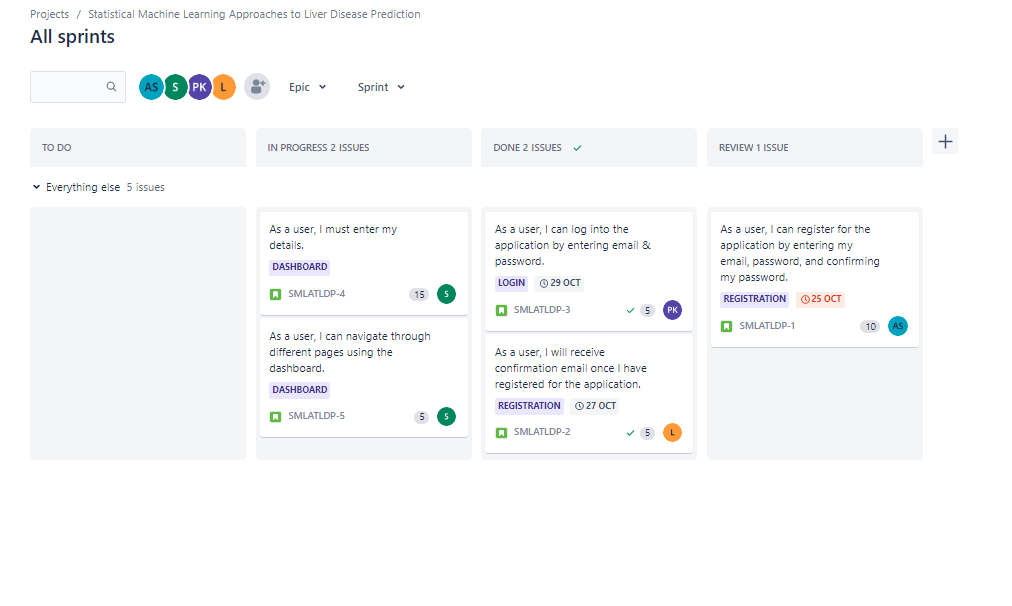 Projects / Statistical Machine Learning Approaches to Liver Disease Prediction
All sprints
AS S PK L Epic Sprint
TO DO
IN PROGRESS 2 ISSUES
DONE 2 ISSUES
REVIEW 1 ISSUE
Everything else 5 issues
As a user, I must enter my
details.
DASHBOARD
SMLATLDP-4 15 S
As a user, I can navigate through
different pages using the
dashboard.
DASHBOARD
SMLATLDP-5 5 S
As a user, I can log into the
application by entering email &
password.
LOGIN 29 OCT
SMLATLDP-3 5 PK
As a user, I will receive
confirmation email once I have
registered for the application.
REGISTRATION 27 OCT
SMLATLDP-2 5 L
As a user, I can register for the
application by entering my
email, password, and confirming
my password.
REGISTRATION 25 OCT
SMLATLDP-1 10 AS